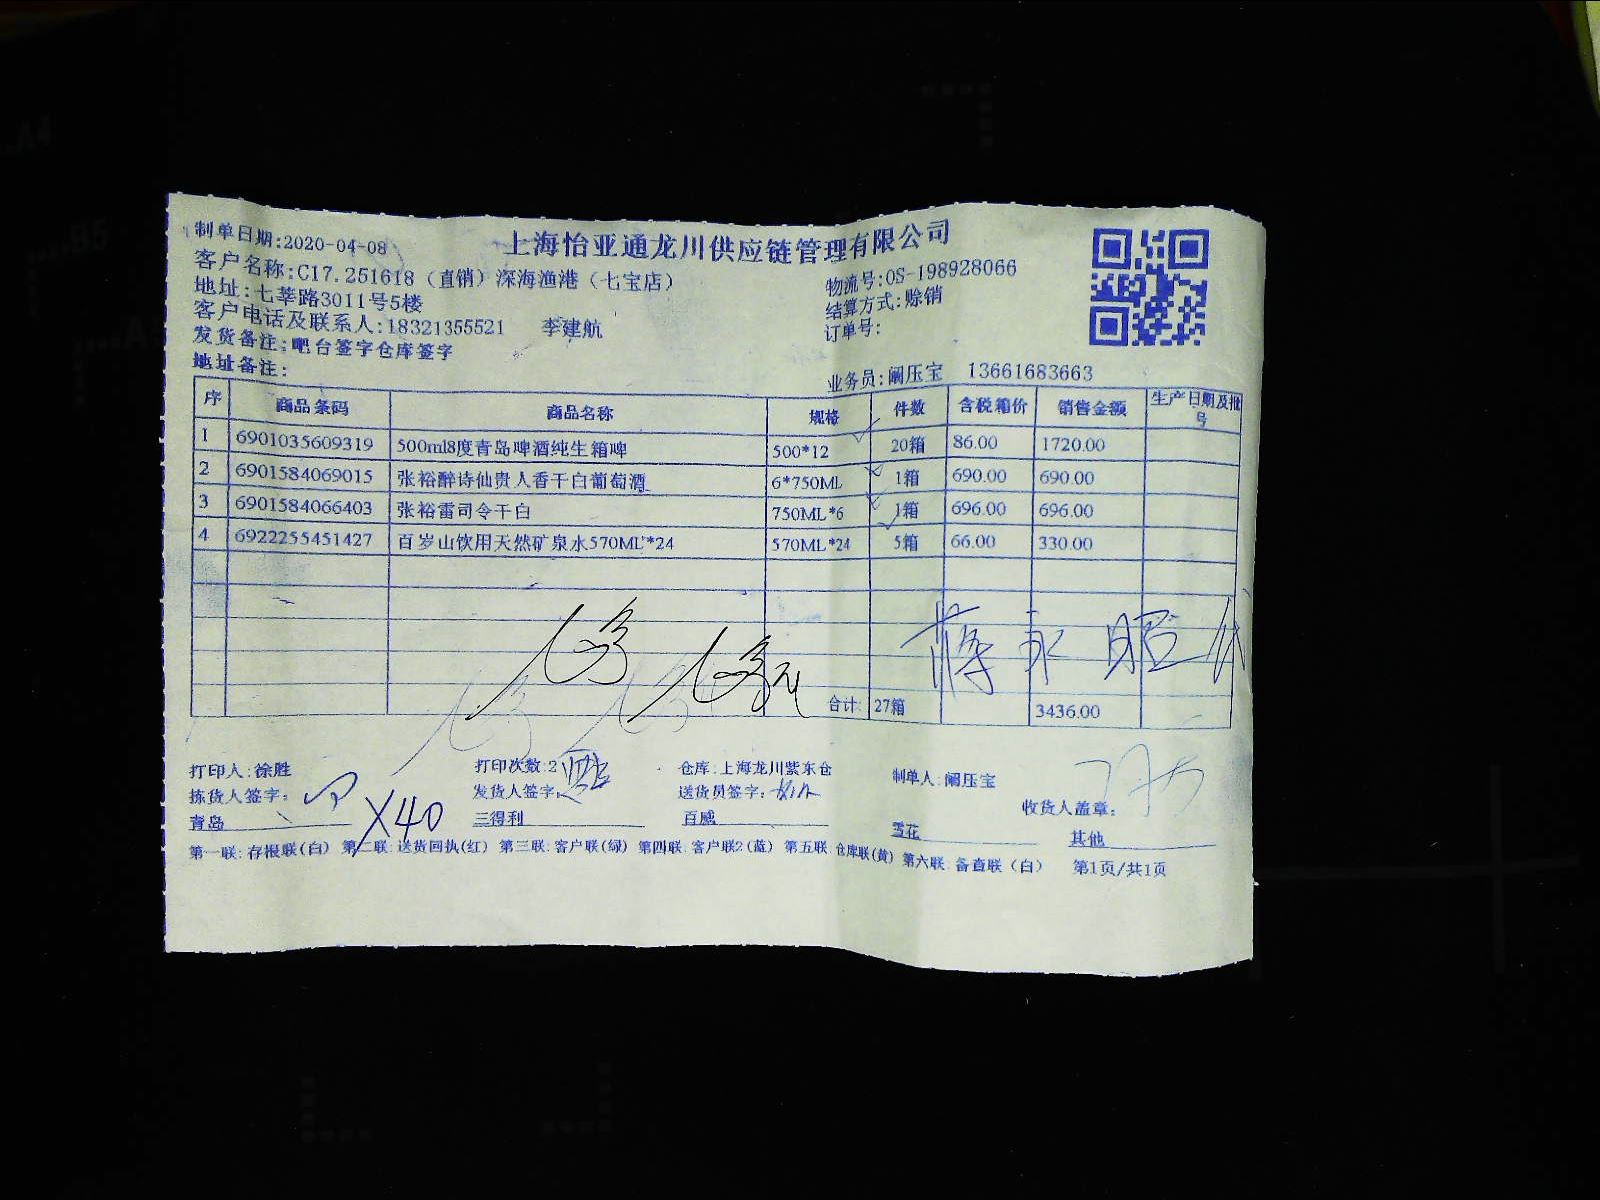 上海怡亚通龙川供应链管理有限公司
制单日期:2020-04-08
客户名称:C17.251618（直销）深海渔港（七宝店） 物流号:OS-198928066
地址:七莘路3011号5楼 结算方式:赊销
客户电话及联系人:18321355521 李建航 订单号:
发货备注:吧台签字仓库签字
地址备注: 业务员:阚压宝 13661683663
序 商品条码 商品名称 规格 件数 含税箱价 销售金额 生产日期及批号
1 6901035609319 500ml8度青岛啤酒纯生箱啤 500*12 20箱 86.00 1720.00
2 6901584069015 张裕醉诗仙贵人香干白葡萄酒 6*750ML 1箱 690.00 690.00
3 6901584066403 张裕雷司令干白 750ML*6 1箱 696.00 696.00
4 6922255451427 百岁山饮用天然矿泉水570ML*24 570ML*24 5箱 66.00 330.00
蒋永昭代
合计: 27箱 3436.00
打印人:徐胜 打印次数:2 仓库:上海龙川紫东仓 制单人:阚压宝
拣货人签字: 发货人签字: 送货员签字: 收货人盖章:
X40
青岛 三得利 百威 雪花 其他
第一联:存根联(白) 第二联:送货回执(红) 第三联:客户联(绿) 第四联:客户联2(蓝) 第五联:仓库联(黄) 第六联:备查联(白) 第1页/共1页